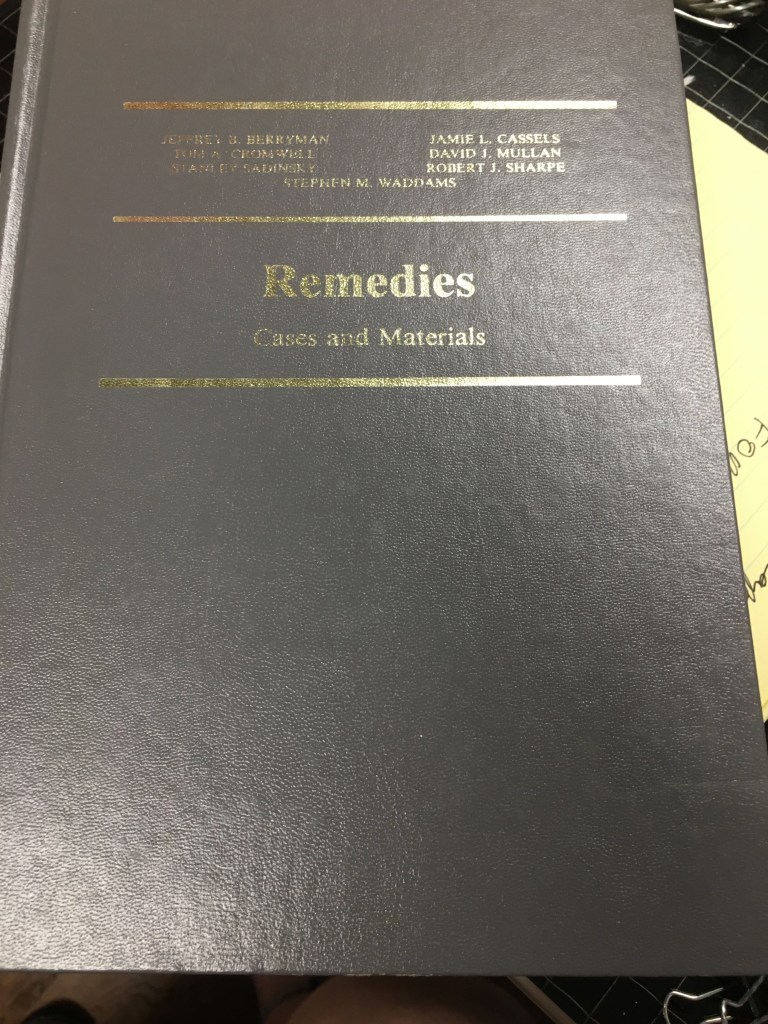 JEFFREY B. BERRYMAN
TOM A. CROMWELL
STANLEY SADINSKY
JAMIE L. CASSELS
DAVID J. MULLAN
ROBERT J. SHARPE
STEPHEN M. WADDAMS
Remedies
Cases and Materials